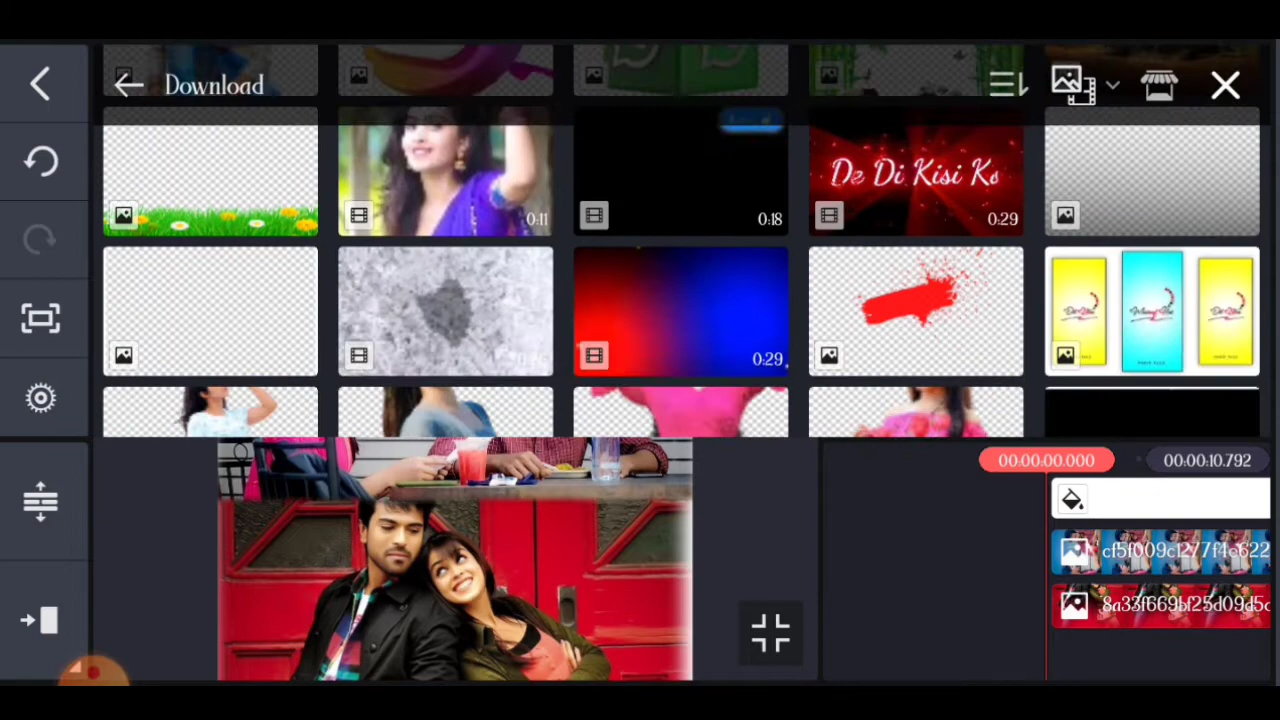 Download
0:11
0:18
De Di Kisi Ko
0:29
0:29
00:00:00.000
00:00:10.792
cf5f009c1277f4e622
8a33f669bf25d09d5c